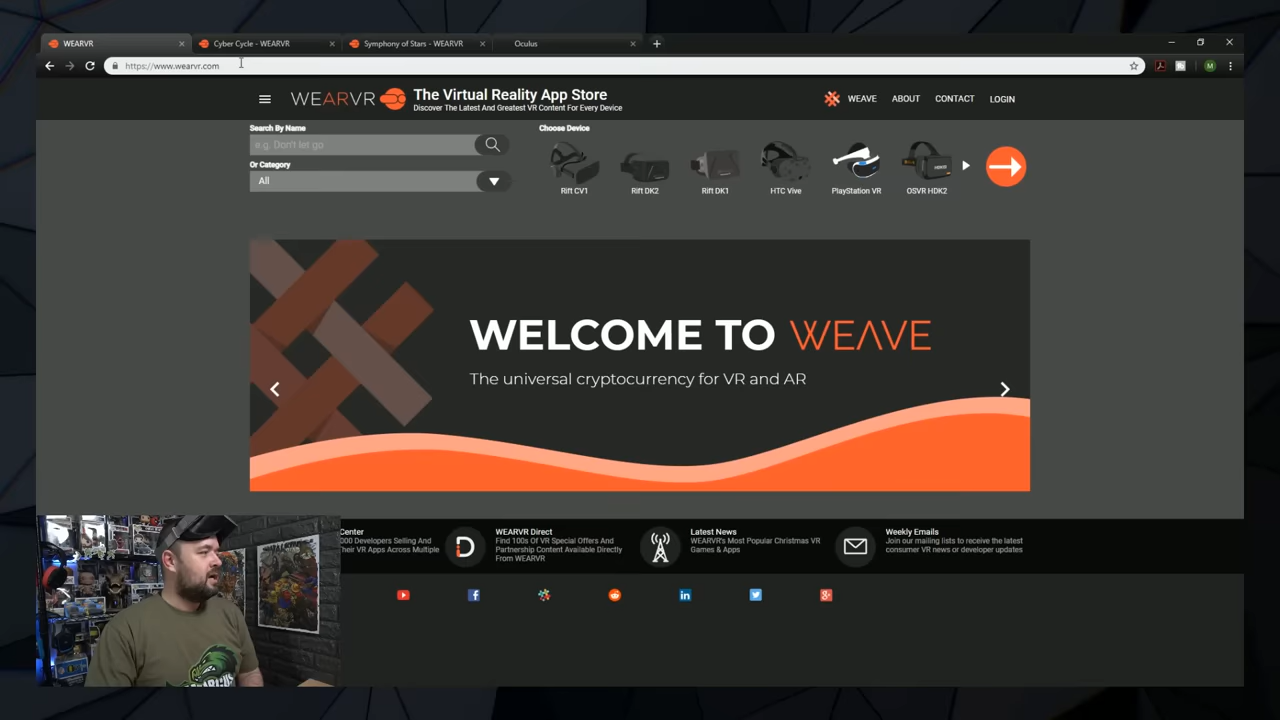 WEARVR
Cyber Cycle - WEARVR
Symphony of Stars - WEARVR
Oculus
https://www.wearvr.com
M
WEARVR
The Virtual Reality App Store
Discover The Latest And Greatest VR Content For Every Device
WEAVE
ABOUT
CONTACT
LOGIN
Search By Name
e.g. Don't let go
Or Category
All
Choose Device
Rift CV1
Rift DK2
Rift DK1
HTC Vive
PlayStation VR
OSVR HDK2
WELCOME TO WEAVE
The universal cryptocurrency for VR and AR
Center
000 Developers Selling And
Their VR Apps Across Multiple
WEARVR Direct
Find 100s Of VR Special Offers And
Partnership Content Available Directly
From WEARVR
Latest News
WEARVR's Most Popular Christmas VR
Games & Apps
Weekly Emails
Join our mailing lists to receive the latest
consumer VR news or developer updates